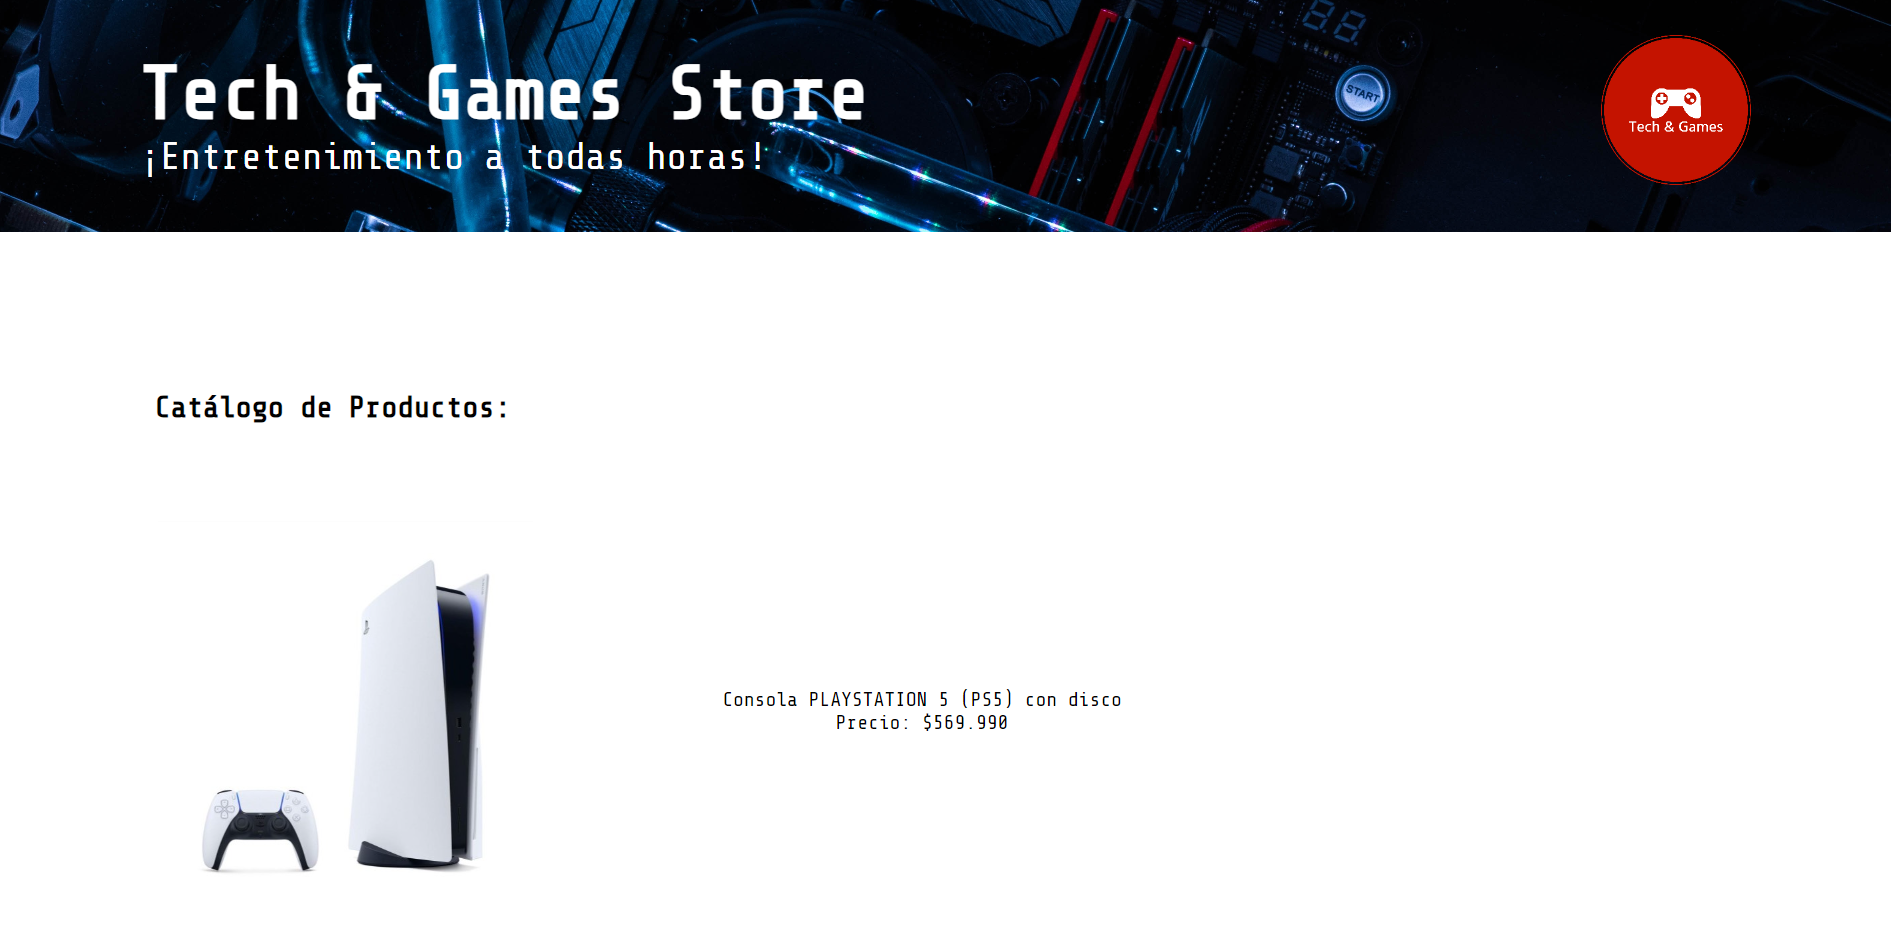 Tech & Games Store
¡Entretenimiento a todas horas!
88
START
Tech & Games
Catálogo de Productos:
Consola PLAYSTATION 5 (PS5) con disco
Precio: $569.990